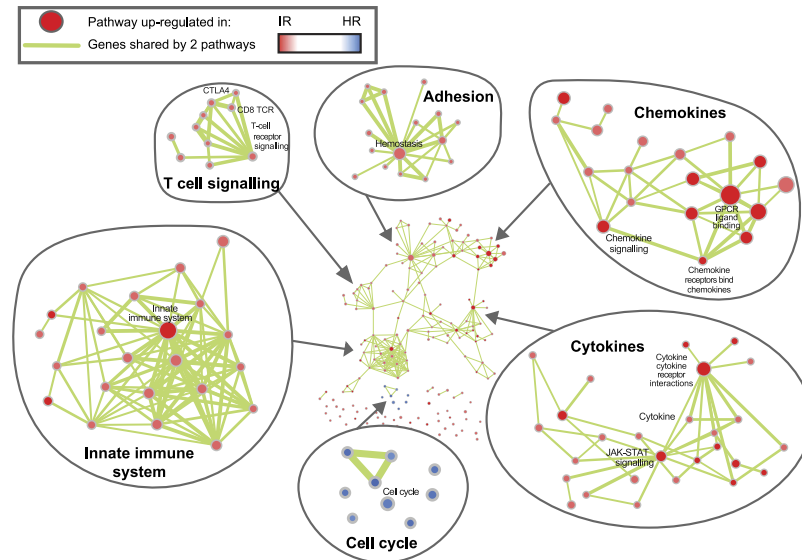 Pathway up-regulated in:
IR
HR
Genes shared by 2 pathways
CTLA4
CD8 TCR
T-cell
receptor
signalling
T cell signalling
Adhesion
Hemostasis
Chemokines
GPCR
ligand
binding
Chemokine
signalling
Chemokine
receptors bind
chemokines
Innate
immune system
Innate immune
system
Cytokines
Cytokine
cytokine
receptor
interactions
Cytokine
JAK-STAT
signalling
Cell cycle
Cell cycle